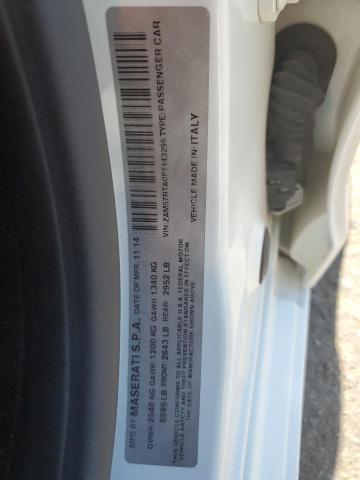 MFD BY MASERATI S.P.A. DATE OF MFR: 11.14
GVWR: 2540 KG GAWR: 1200 KG GAWR: 1340 KG
5595 LB FRONT: 2643 LB REAR: 2952 LB
THIS VEHICLE CONFORMS TO ALL APPLICABLE U.S.A. FEDERAL MOTOR
VEHICLE SAFETY AND THEFT PREVENTION STANDARDS IN EFFECT ON
THE DATE OF MANUFACTURE SHOWN ABOVE.
VIN: ZAM57RTA0F1143295 TYPE: PASSENGER CAR
VEHICLE MADE IN: ITALY